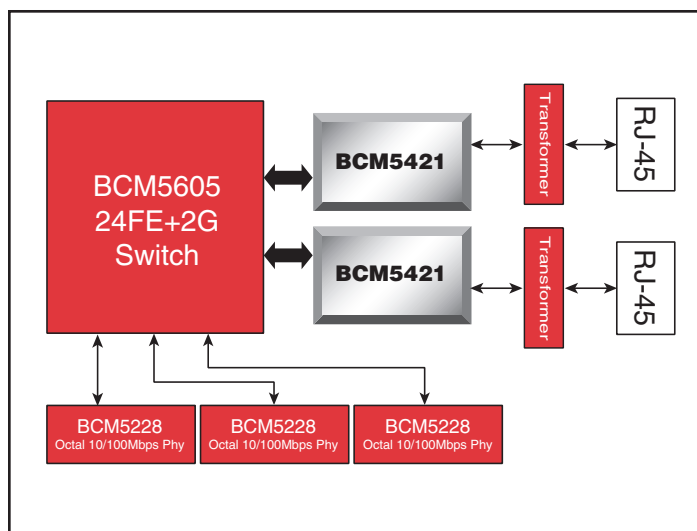 BCM5605
24FE+2G
Switch
BCM5421
Transformer
RJ-45
BCM5421
Transformer
RJ-45
BCM5228
Octal 10/100Mbps Phy
BCM5228
Octal 10/100Mbps Phy
BCM5228
Octal 10/100Mbps Phy